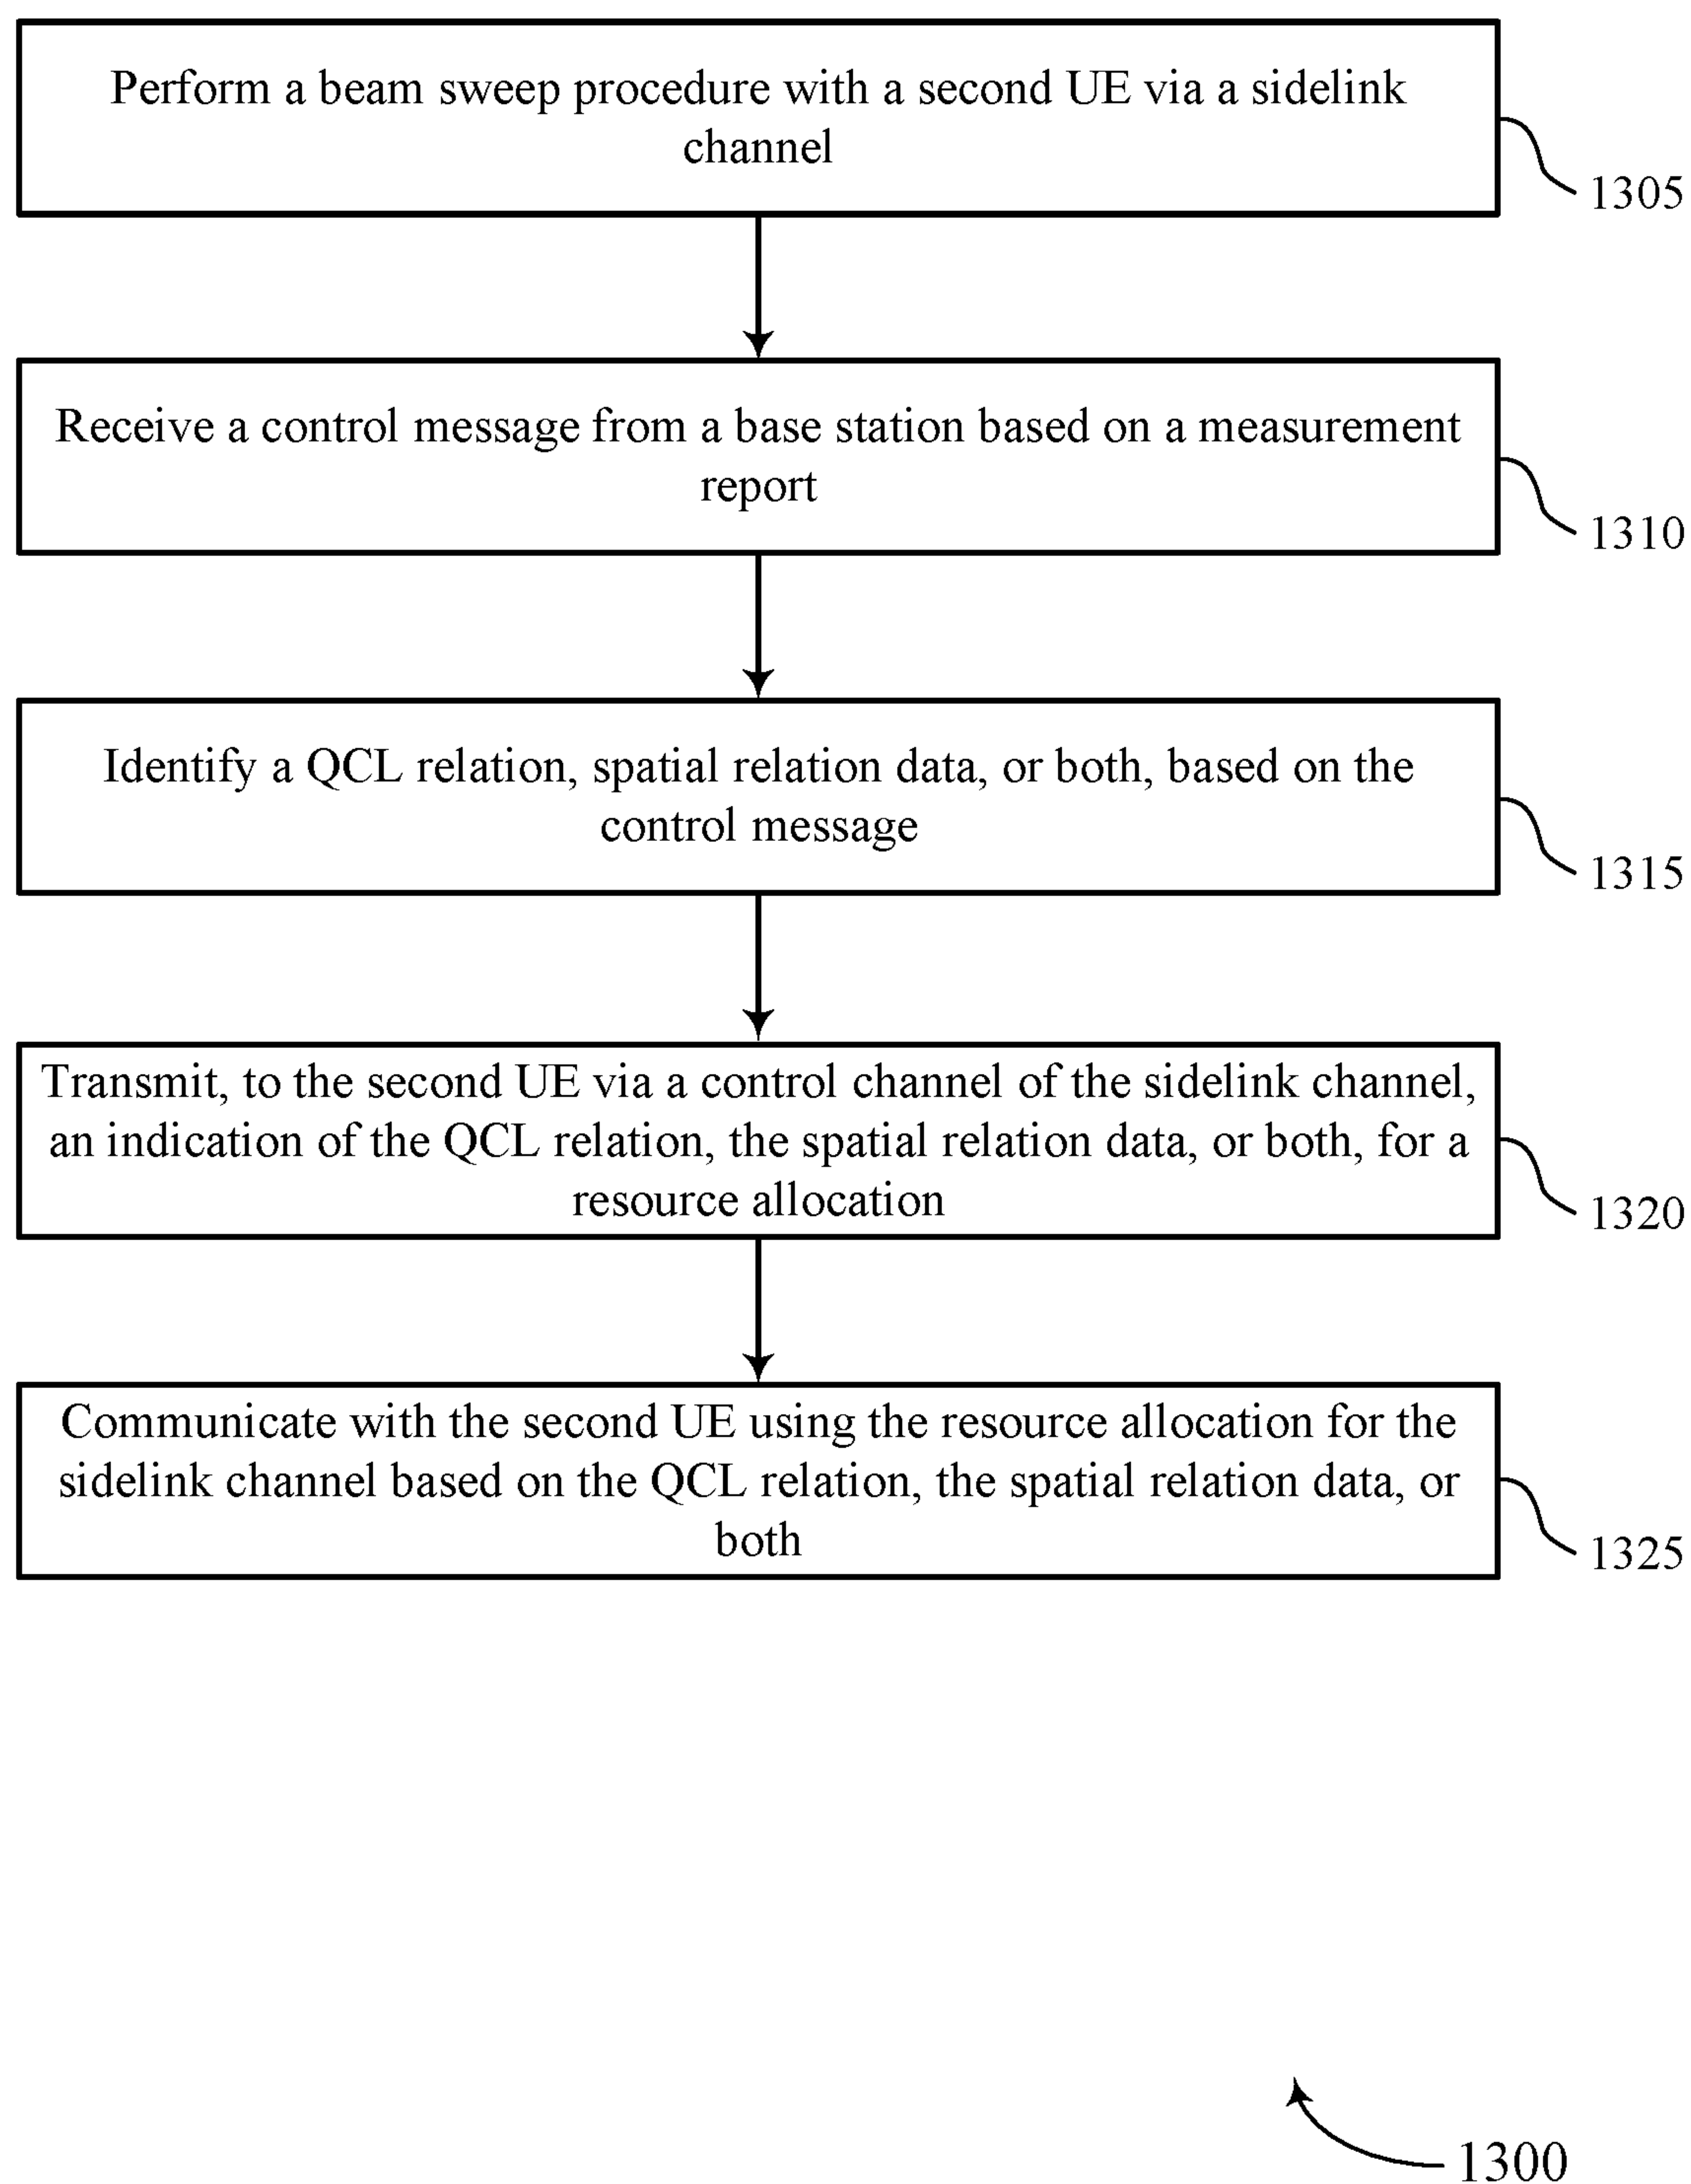 Perform a beam sweep procedure with a second UE via a sidelink
channel
1305
Receive a control message from a base station based on a measurement
report
1310
Identify a QCL relation, spatial relation data, or both, based on the
control message
1315
Transmit, to the second UE via a control channel of the sidelink channel,
an indication of the QCL relation, the spatial relation data, or both, for a
resource allocation
1320
Communicate with the second UE using the resource allocation for the
sidelink channel based on the QCL relation, the spatial relation data, or
both
1325
1300